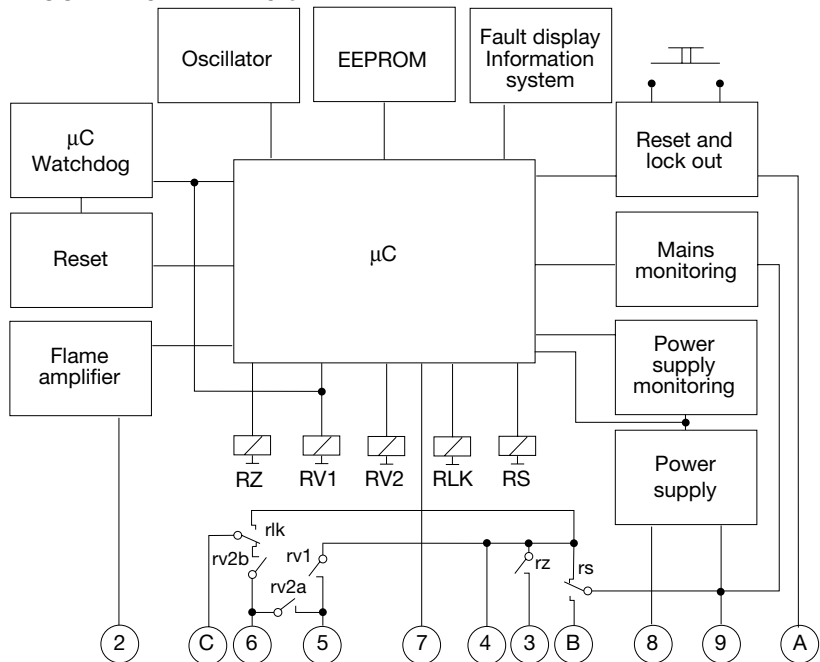 Oscillator
EEPROM
Fault display
Information
system
μC
Watchdog
Reset and
lock out
Reset
μC
Mains
monitoring
Flame
amplifier
Power
supply
monitoring
RZ
RV1
RV2
RLK
RS
Power
supply
rlk
rv2b
rv1
rv2a
rz
rs
2
C
6
5
7
4
3
B
8
9
A